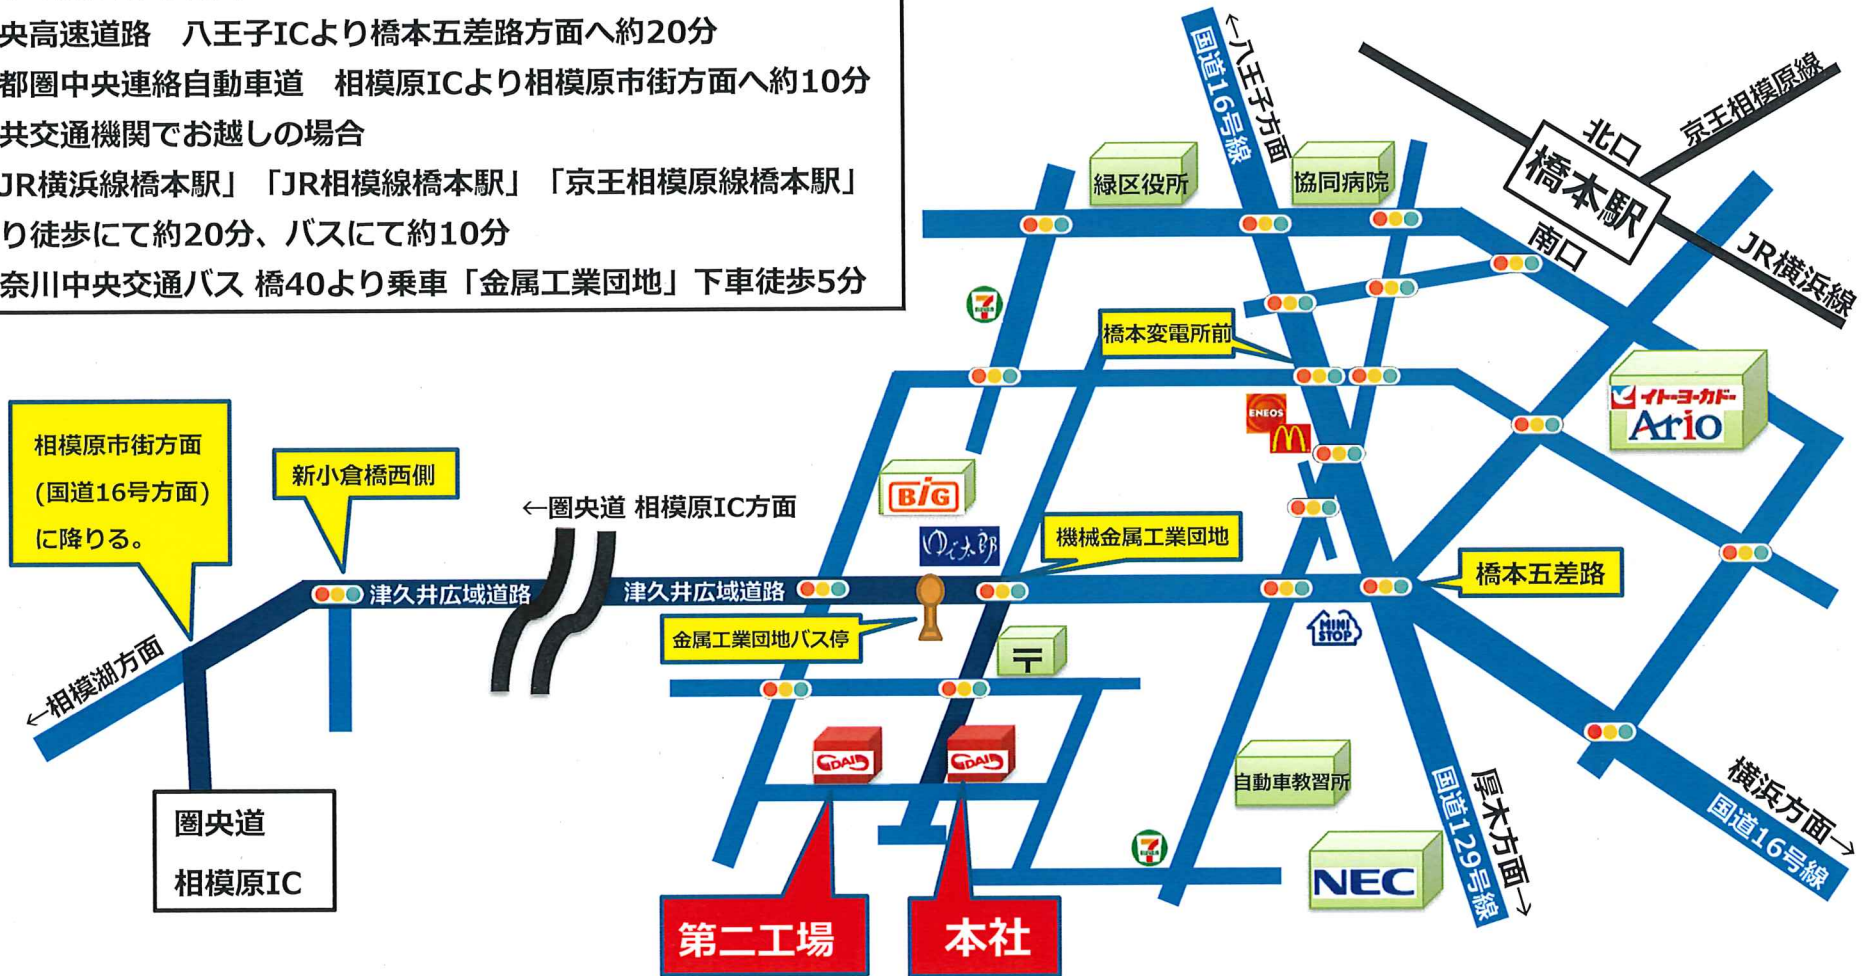 央高速道路　八王子ICより橋本五差路方面へ約20分
都圏中央連絡自動車道　相模原ICより相模原市街方面へ約10分
共交通機関でお越しの場合
JR横浜線橋本駅」「JR相模線橋本駅」「京王相模原線橋本駅」
り徒歩にて約20分、バスにて約10分
奈川中央交通バス 橋40より乗車「金属工業団地」下車徒歩5分
←八王子方面
国道16号線
北口
京王相模原線
橋本駅
南口
JR横浜線
緑区役所
協同病院
7
橋本変電所前
イトーヨーカドー
Ario
ENEOS
相模原市街方面
(国道16号方面)
に降りる。
新小倉橋西側
←圏央道 相模原IC方面
BIG
ゆで太郎
機械金属工業団地
橋本五差路
津久井広域道路
津久井広域道路
MINI
STOP
金属工業団地バス停
〒
←相模湖方面
DAIS
DAIS
自動車教習所
圏央道
相模原IC
7
NEC
厚木方面→
国道129号線
横浜方面→
国道16号線
第二工場
本社